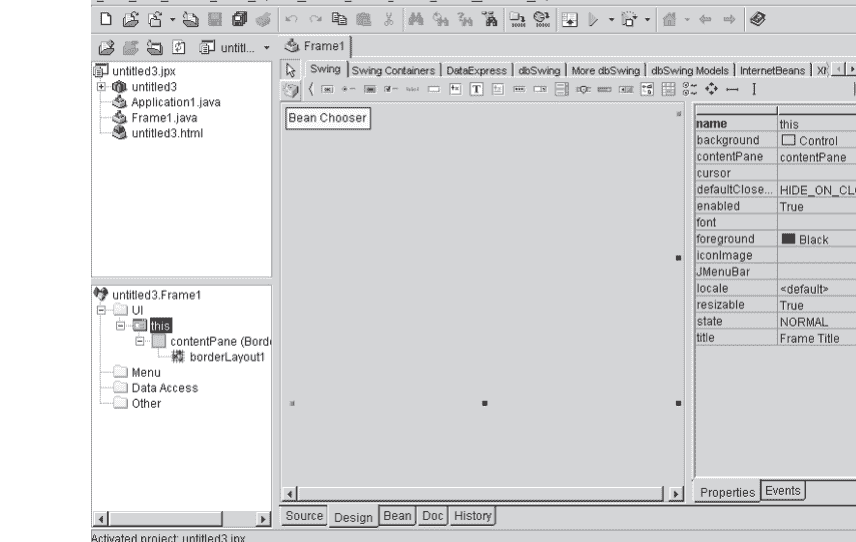 untitl...
Frame1
Swing
Swing Containers
DataExpress
dbSwing
More dbSwing
dbSwing Models
InternetBeans
untitled3.jpx
untitled3
Application1.java
Frame1.java
untitled3.html
Bean Chooser
name this
background Control
contentPane contentPane
cursor
defaultClose... HIDE_ON_CLO
enabled True
font
foreground Black
iconImage
JMenuBar
locale <default>
resizable True
state NORMAL
title Frame Title
untitled3.Frame1
UI
this
contentPane (Borde
borderLayout1
Menu
Data Access
Other
Properties
Events
Source
Design
Bean
Doc
History
Activated project: untitled3.jpx